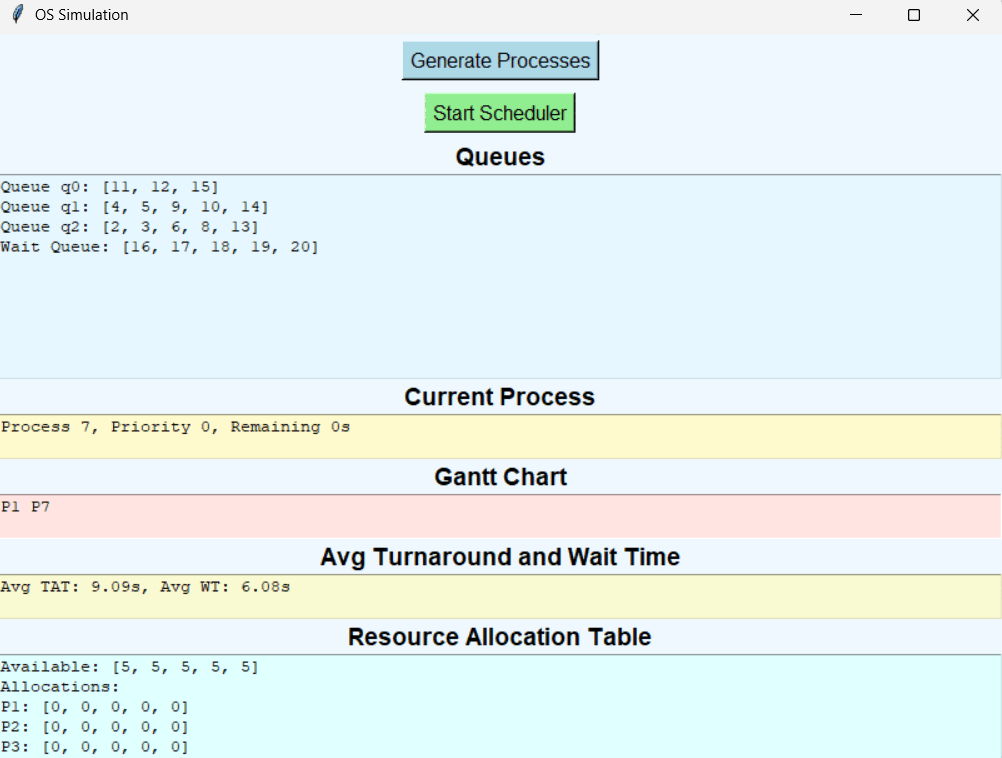 OS Simulation
Generate Processes
Start Scheduler
Queues
Queue q0: [11, 12, 15]
Queue q1: [4, 5, 9, 10, 14]
Queue q2: [2, 3, 6, 8, 13]
Wait Queue: [16, 17, 18, 19, 20]
Current Process
Process 7, Priority 0, Remaining 0s
Gantt Chart
P1 P7
Avg Turnaround and Wait Time
Avg TAT: 9.09s, Avg WT: 6.08s
Resource Allocation Table
Available: [5, 5, 5, 5, 5]
Allocations:
P1: [0, 0, 0, 0, 0]
P2: [0, 0, 0, 0, 0]
P3: [0, 0, 0, 0, 0]